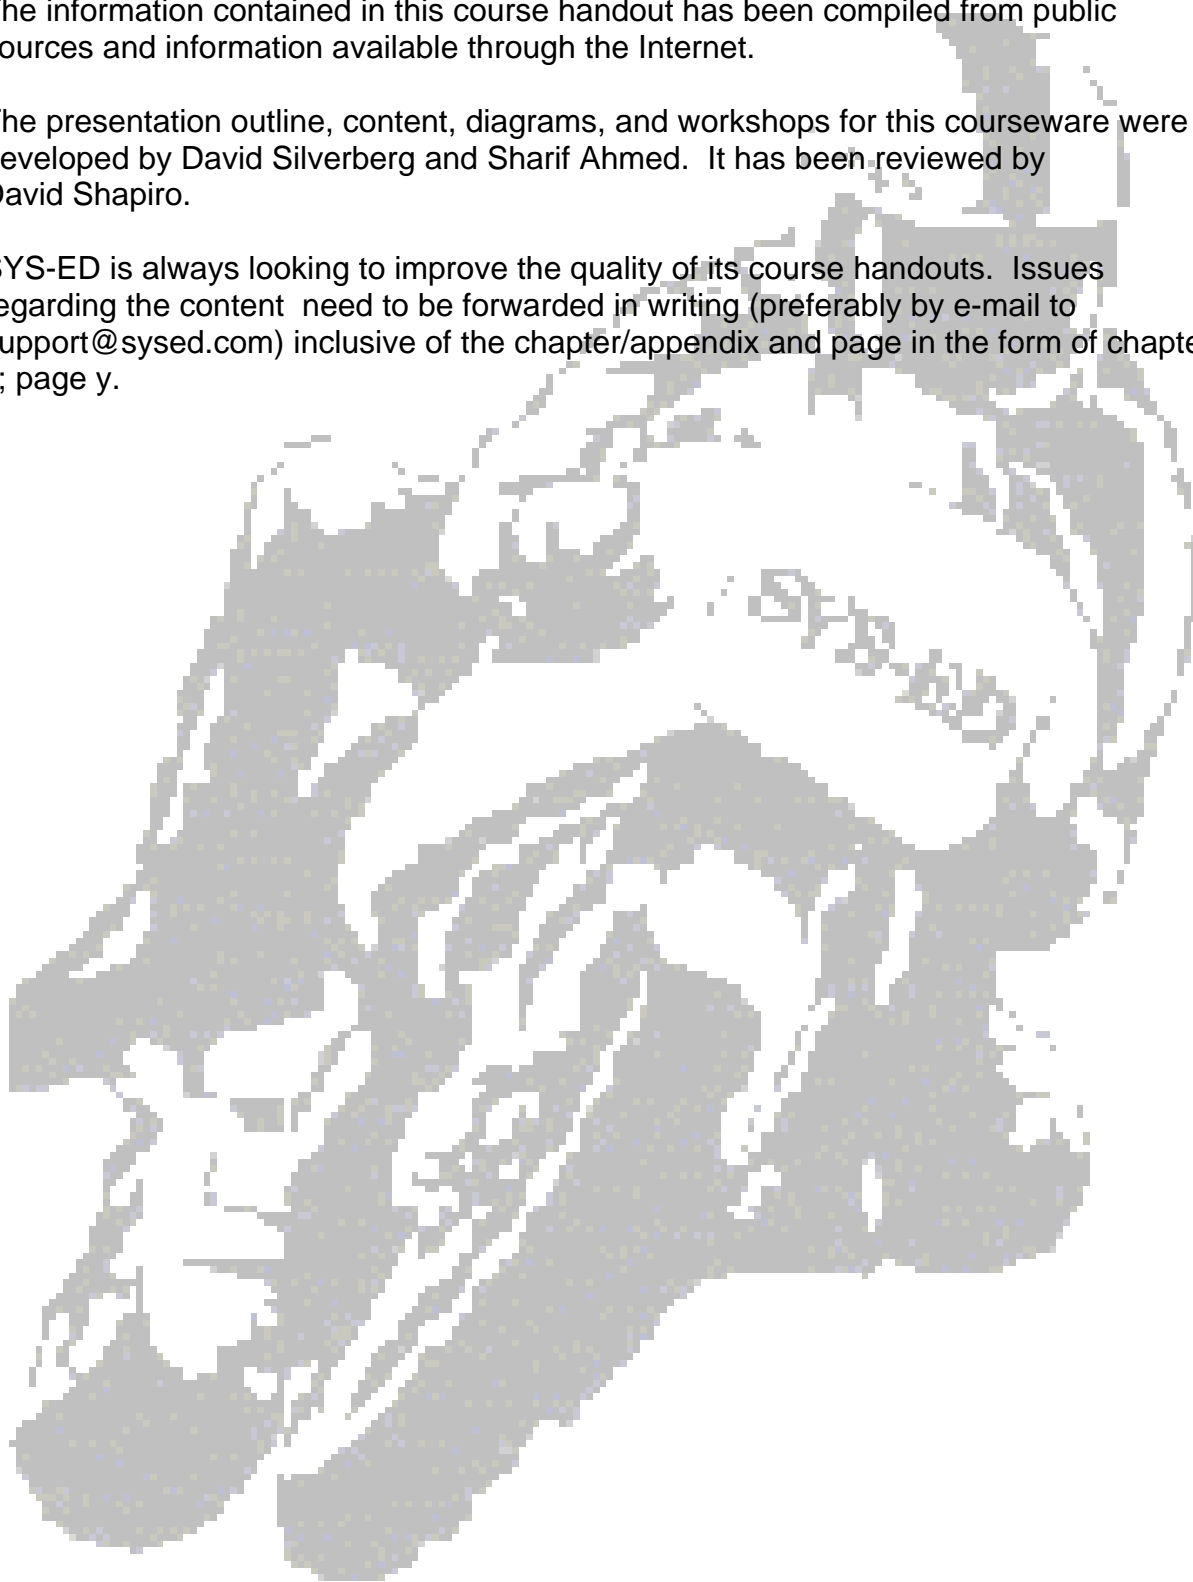 he information contained in this course handout has been compiled from public
ources and information available through the Internet.
he presentation outline, content, diagrams, and workshops for this courseware were
eveloped by David Silverberg and Sharif Ahmed.  It has been reviewed by
David Shapiro.
SYS-ED is always looking to improve the quality of its course handouts.  Issues
egarding the content  need to be forwarded in writing (preferably by e-mail to
upport@sysed.com) inclusive of the chapter/appendix and page in the form of chapte
; page y.
SYS-ED